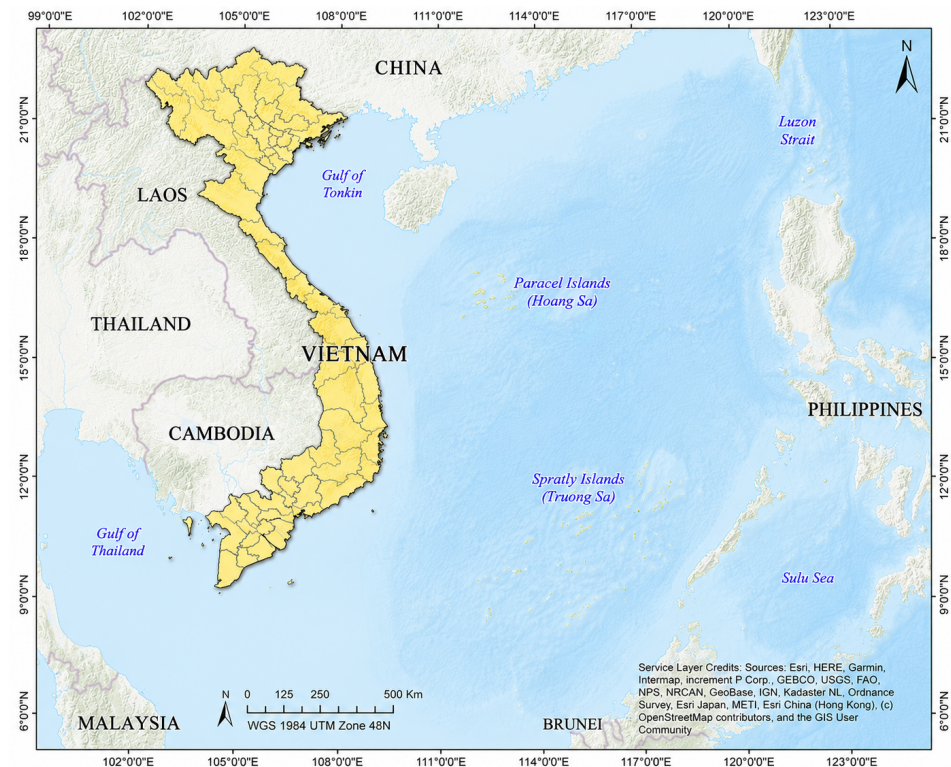 99°0'0"E 102°0'0"E 105°0'0"E 108°0'0"E 111°0'0"E 114°0'0"E 117°0'0"E 120°0'0"E 123°0'0"E
N
CHINA
21°0'0"N
21°0'0"N
Luzon
Strait
Gulf of
Tonkin
LAOS
18°0'0"N
18°0'0"N
Paracel Islands
(Hoang Sa)
THAILAND
VIETNAM
15°0'0"N
15°0'0"N
PHILIPPINES
CAMBODIA
12°0'0"N
12°0'0"N
Spratly Islands
(Truong Sa)
Gulf of
Thailand
Sulu Sea
9°0'0"N
9°0'0"N
Service Layer Credits: Sources: Esri, HERE, Garmin,
Intermap, increment P Corp., GEBCO, USGS, FAO,
NPS, NRCAN, GeoBase, IGN, Kadaster NL, Ordnance
Survey, Esri Japan, METI, Esri China (Hong Kong), (c)
OpenStreetMap contributors, and the GIS User
Community
N
0 125 250 500 Km
WGS 1984 UTM Zone 48N
6°0'0"N
6°0'0"N
MALAYSIA
BRUNEI
102°0'0"E 105°0'0"E 108°0'0"E 111°0'0"E 114°0'0"E 117°0'0"E 120°0'0"E 123°0'0"E